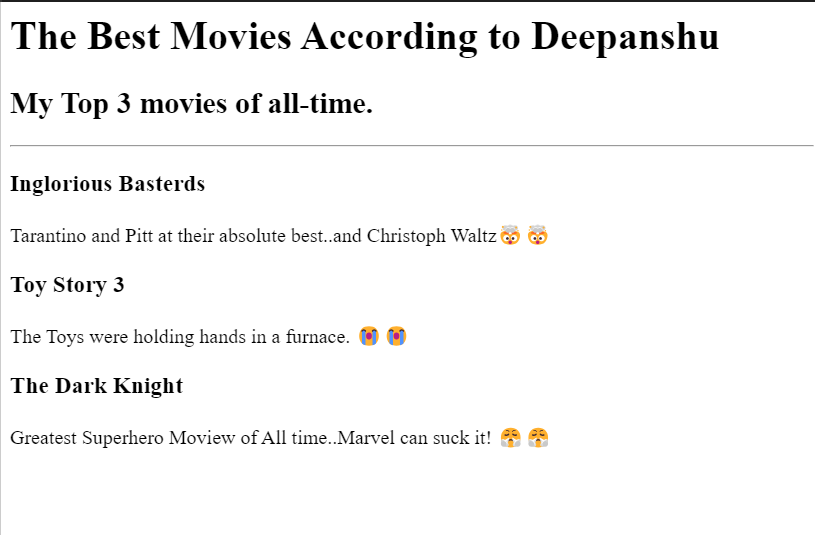 The Best Movies According to Deepanshu
My Top 3 movies of all-time.
Inglorious Basterds
Tarantino and Pitt at their absolute best..and Christoph Waltz🤯 🤯
Toy Story 3
The Toys were holding hands in a furnace. 😭 😭
The Dark Knight
Greatest Superhero Moview of All time..Marvel can suck it! 😤 😤